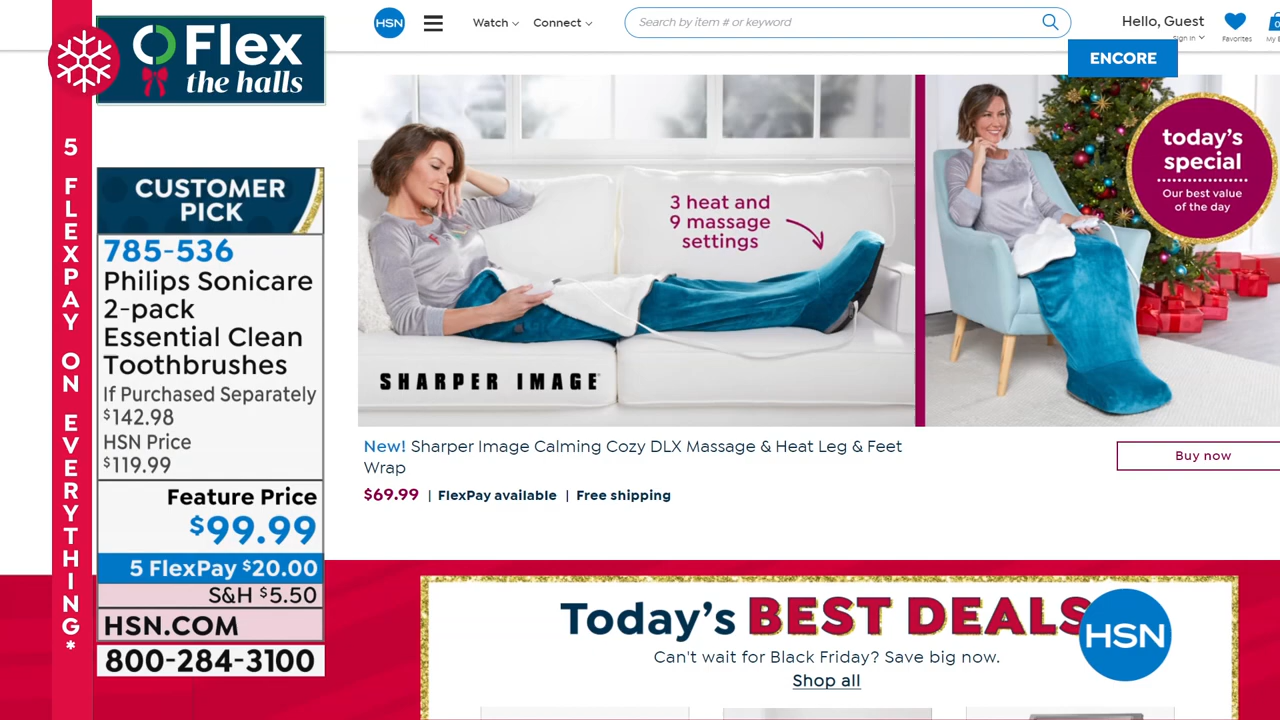 Flex
the halls
5 FLEXPAY ON EVERYTHING*
CUSTOMER
PICK
785-536
Philips Sonicare
2-pack
Essential Clean
Toothbrushes
If Purchased Separately
$142.98
HSN Price
$119.99
Feature Price
$99.99
5 FlexPay $20.00
S&H $5.50
HSN.COM
800-284-3100
HSN
Watch
Connect
Search by item # or keyword
Hello, Guest
Sign In
Favorites
0
ENCORE
3 heat and
9 massage
settings
SHARPER IMAGE
today's
special
Our best value
of the day
New! Sharper Image Calming Cozy DLX Massage & Heat Leg & Feet
Wrap
$69.99 | FlexPay available | Free shipping
Buy now
Today's BEST DEALS
Can't wait for Black Friday? Save big now.
Shop all
HSN